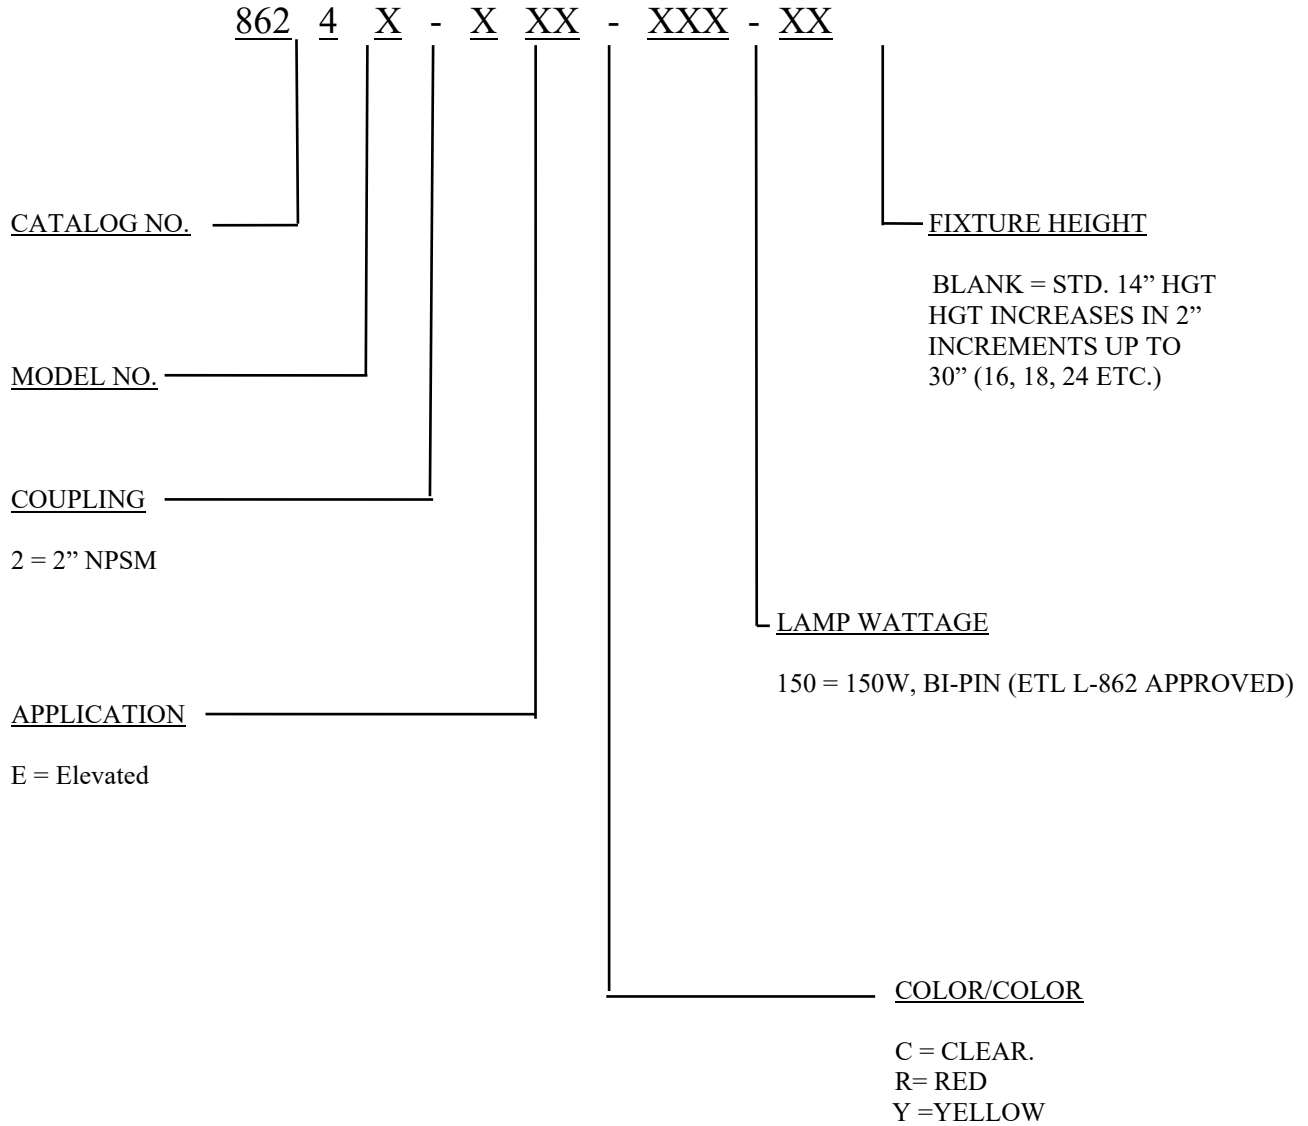 862 4 X - X XX - XXX - XX
CATALOG NO.
MODEL NO.
COUPLING
2 = 2” NPSM
APPLICATION
E = Elevated
FIXTURE HEIGHT
BLANK = STD. 14” HGT
HGT INCREASES IN 2”
INCREMENTS UP TO
30” (16, 18, 24 ETC.)
LAMP WATTAGE
150 = 150W, BI-PIN (ETL L-862 APPROVED)
COLOR/COLOR
C = CLEAR.
R= RED
Y =YELLOW